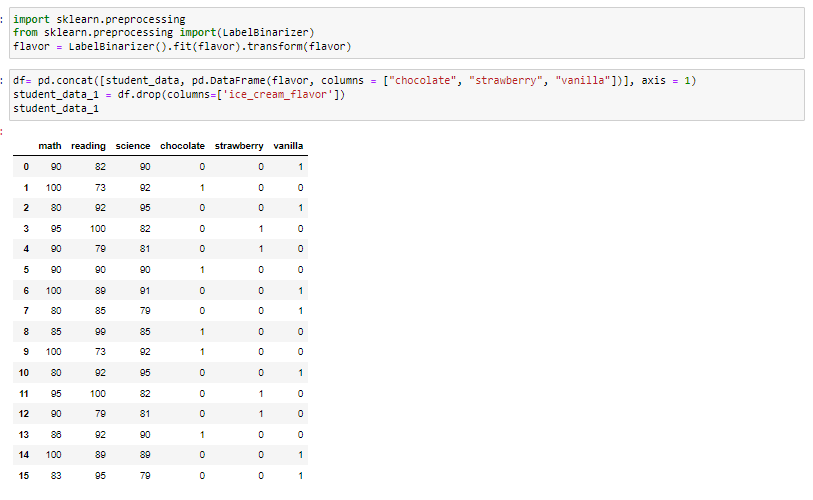 : import sklearn.preprocessing
from sklearn.preprocessing import(LabelBinarizer)
flavor = LabelBinarizer().fit(flavor).transform(flavor)
: df= pd.concat([student_data, pd.DataFrame(flavor, columns = ["chocolate", "strawberry", "vanilla"])], axis = 1)
student_data_1 = df.drop(columns=['ice_cream_flavor'])
student_data_1
:
math reading science chocolate strawberry vanilla
0 90 82 90 0 0 1
1 100 73 92 1 0 0
2 80 92 95 0 0 1
3 95 100 82 0 1 0
4 90 79 81 0 1 0
5 90 90 90 1 0 0
6 100 89 91 0 0 1
7 80 85 79 0 0 1
8 85 99 85 1 0 0
9 100 73 92 1 0 0
10 80 92 95 0 0 1
11 95 100 82 0 1 0
12 90 79 81 0 1 0
13 86 92 90 1 0 0
14 100 89 89 0 0 1
15 83 95 79 0 0 1